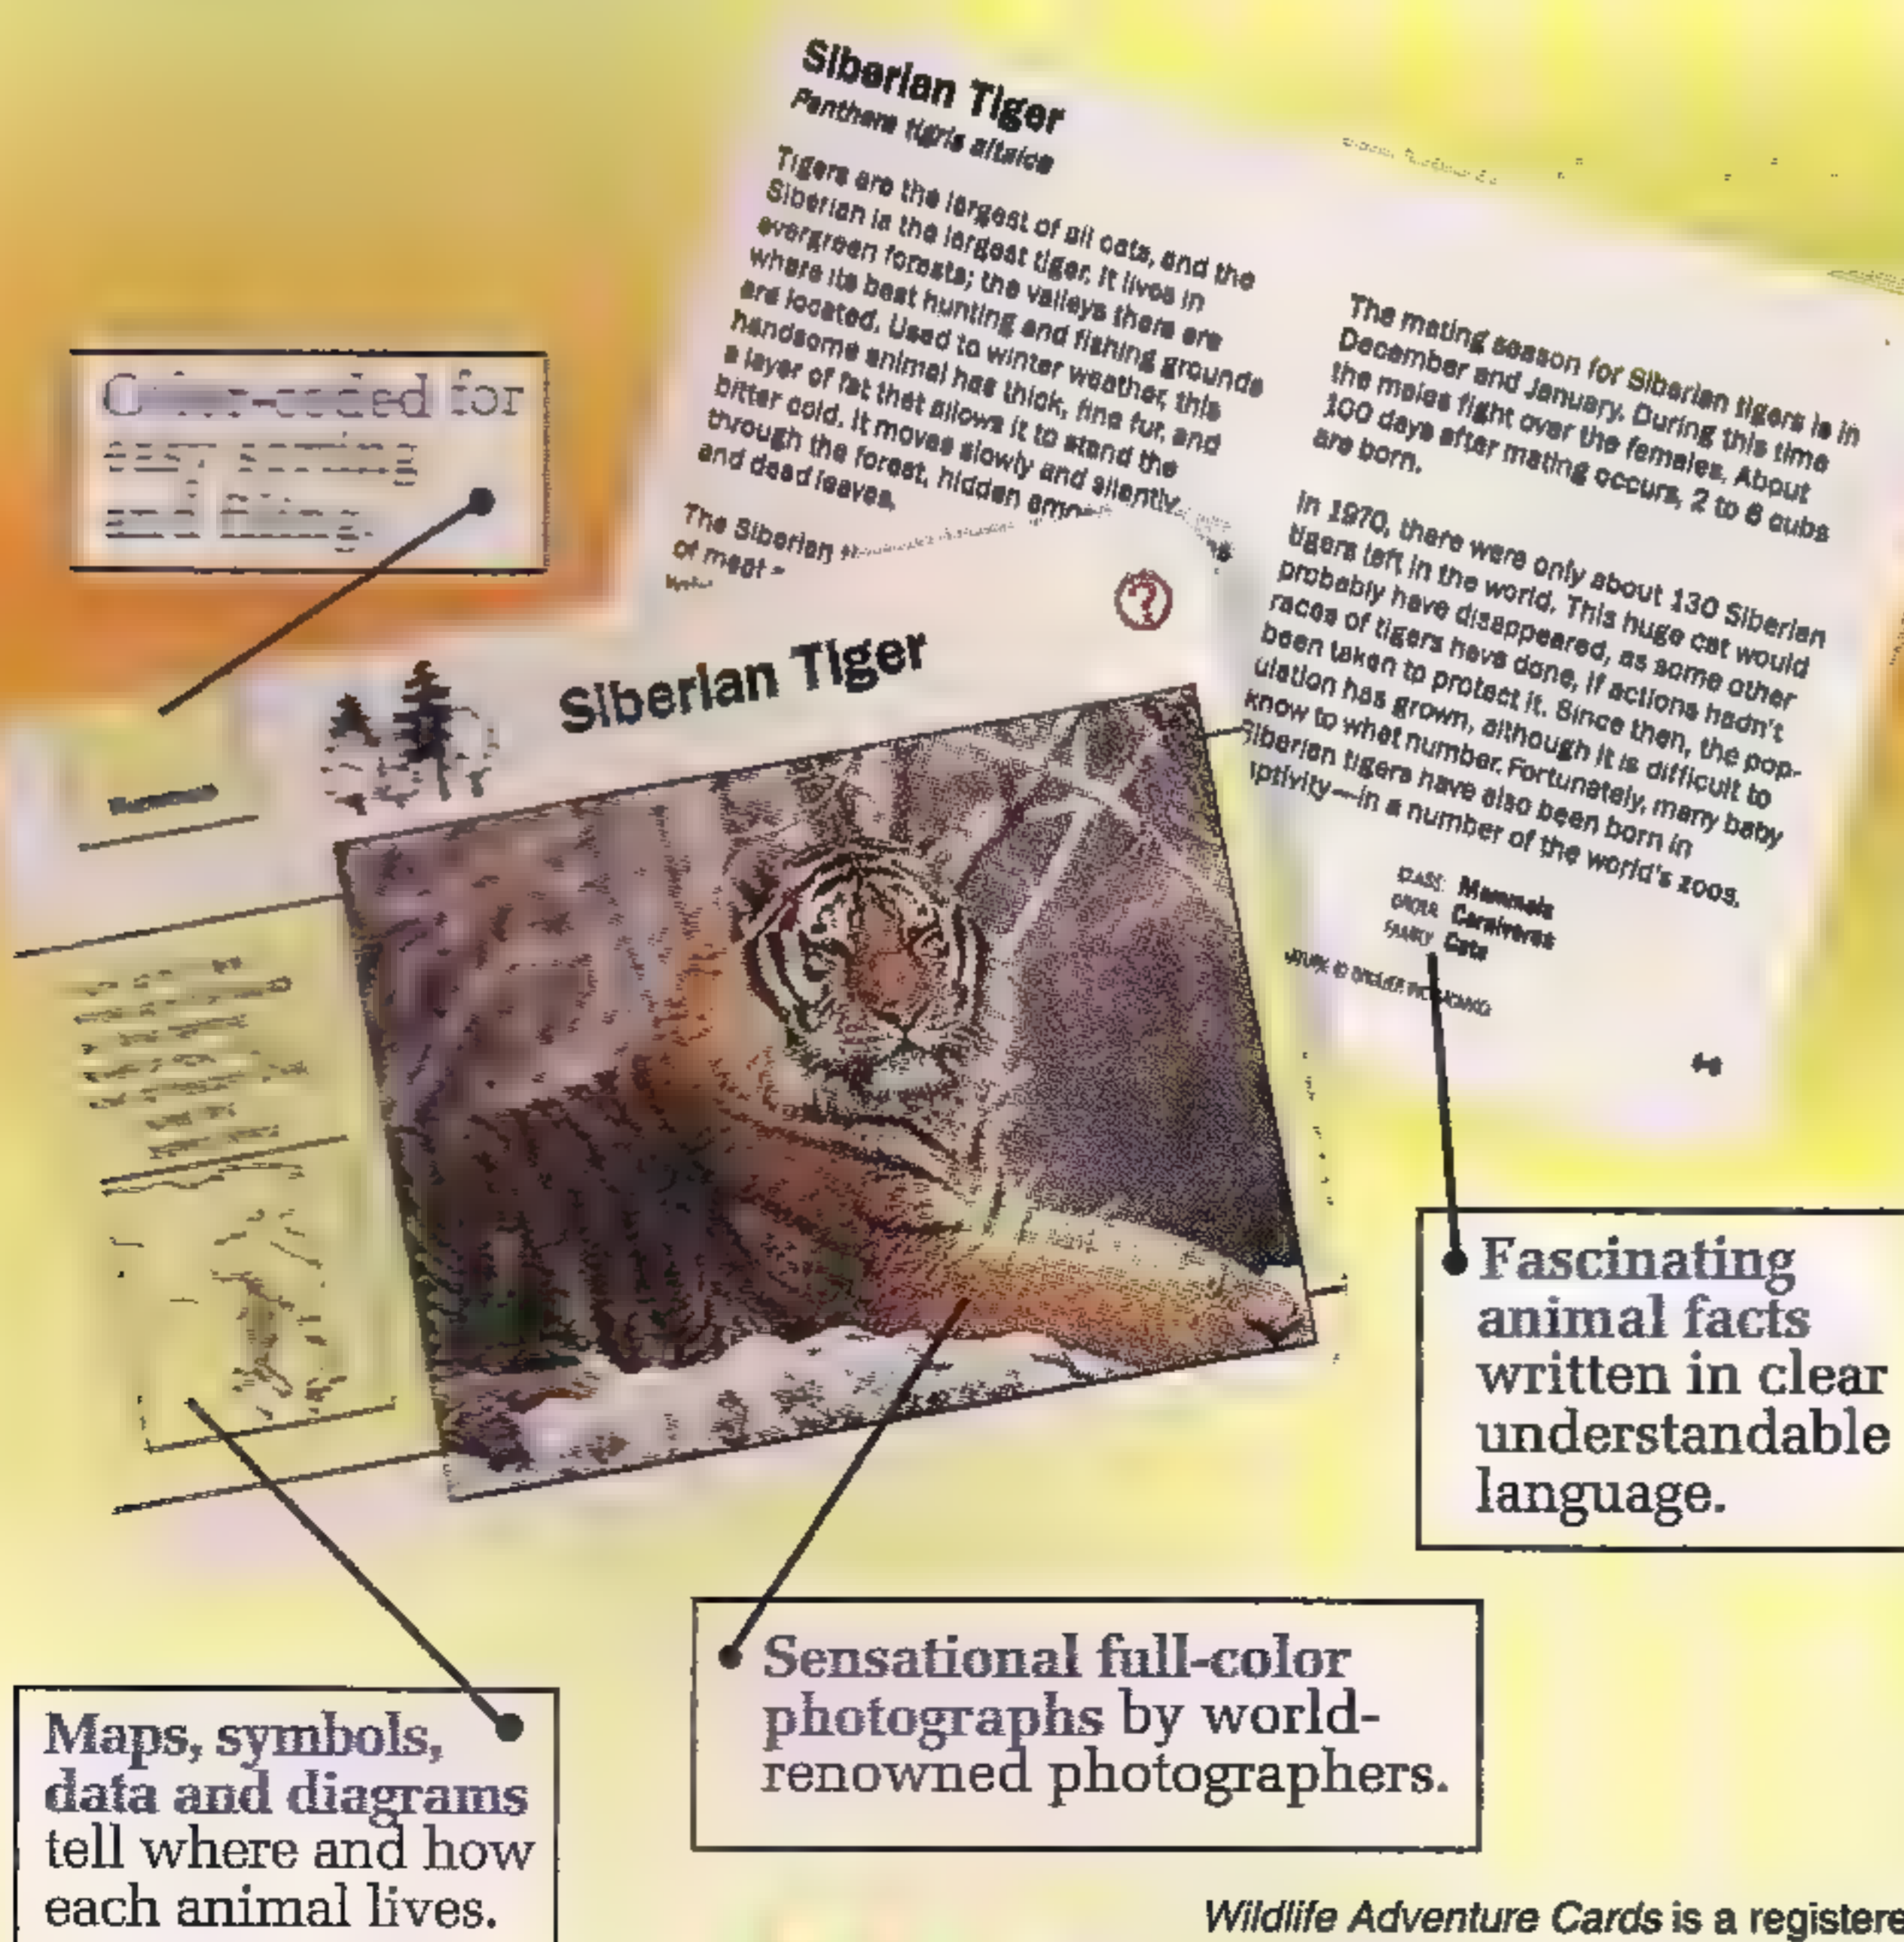 Siberian Tiger
Panthera tigris altaica
Tigers are the largest of all cats, and the
Siberian is the largest tiger. It lives in
evergreen forests; the valleys there are
where its best hunting and fishing grounds
are located. Used to winter weather, this
handsome animal has thick, fine fur, and
a layer of fat that allows it to stand the
bitter cold. It moves slowly and silently
through the forest, hidden
and dead leaves.
The Siberian
of meat
The mating season for Siberian tigers is in
December and January. During this time
the males fight over the females. About
100 days after mating occurs, 2 to 6 cubs
are born.
In 1970, there were only about 130 Siberian
tigers left in the world. This huge cat would
probably have disappeared, as some other
races of tigers have done, if actions hadn't
been taken to protect it. Since then, the pop-
ulation has grown, although it is difficult to
know to what number. Fortunately, many baby
Siberian tigers have also been born in
ptivity—in a number of the world's zoos.
CLASS: Mammals
ORDER: Carnivores
FAMILY: Cats
for
?
Siberian Tiger
Fascinating
animal facts
written in clear
understandable
language.
Sensational full-color
photographs by world-
renowned photographers.
Maps, symbols,
data and diagrams
tell where and how
each animal lives.
Wildlife Adventure Cards is a registere